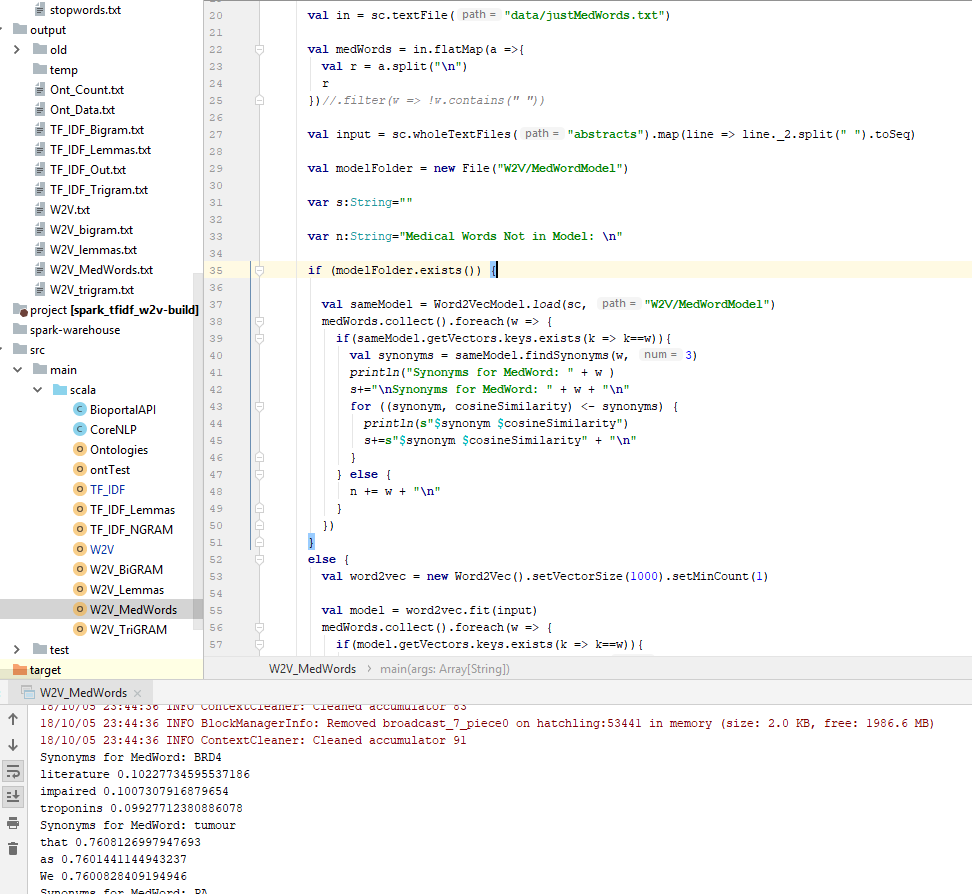 stopwords.txt
output
old
temp
Ont_Count.txt
Ont_Data.txt
TF_IDF_Bigram.txt
TF_IDF_Lemmas.txt
TF_IDF_Out.txt
TF_IDF_Trigram.txt
W2V.txt
W2V_bigram.txt
W2V_lemmas.txt
W2V_MedWords.txt
W2V_trigram.txt
project [spark_tfidf_w2v-build]
spark-warehouse
src
main
scala
C BioportalAPI
C CoreNLP
O Ontologies
O ontTest
O TF_IDF
O TF_IDF_Lemmas
O TF_IDF_NGRAM
O W2V
O W2V_BiGRAM
O W2V_Lemmas
O W2V_MedWords
O W2V_TriGRAM
test
target
20 val in = sc.textFile( path = "data/justMedWords.txt")
21
22 val medWords = in.flatMap(a =>{
23 val r = a.split("\n")
24 r
25 })//.filter(w => !w.contains(" "))
26
27 val input = sc.wholeTextFiles( path = "abstracts").map(line => line._2.split(" ").toSeq)
28
29 val modelFolder = new File("W2V/MedWordModel")
30
31 var s:String=""
32
33 var n:String="Medical Words Not in Model: \n"
34
35 if (modelFolder.exists()) {
36
37 val sameModel = Word2VecModel.load(sc, path = "W2V/MedWordModel")
38 medWords.collect().foreach(w => {
39 if(sameModel.getVectors.keys.exists(k => k==w)){
40 val synonyms = sameModel.findSynonyms(w, num = 3)
41 println("Synonyms for MedWord: " + w )
42 s+="\nSynonyms for MedWord: " + w + "\n"
43 for ((synonym, cosineSimilarity) <- synonyms) {
44 println(s"$synonym $cosineSimilarity")
45 s+=s"$synonym $cosineSimilarity" + "\n"
46 }
47 } else {
48 n += w + "\n"
49 }
50 })
51 }
52 else {
53 val word2vec = new Word2Vec().setVectorSize(1000).setMinCount(1)
54
55 val model = word2vec.fit(input)
56 medWords.collect().foreach(w => {
57 if(model.getVectors.keys.exists(k => k==w)){
W2V_MedWords › main(args: Array[String])
W2V_MedWords ×
18/10/05 23:44:36 INFO ContextCleaner: Cleaned accumulator 83
18/10/05 23:44:36 INFO BlockManagerInfo: Removed broadcast_7_piece0 on hatchling:53441 in memory (size: 2.0 KB, free: 1986.6 MB)
18/10/05 23:44:36 INFO ContextCleaner: Cleaned accumulator 91
Synonyms for MedWord: BRD4
literature 0.10227734595537186
impaired 0.1007307916879654
troponins 0.09927712380886078
Synonyms for MedWord: tumour
that 0.7608126997947693
as 0.7601441144943237
We 0.7600828409194946
Synonyms for MedWord: